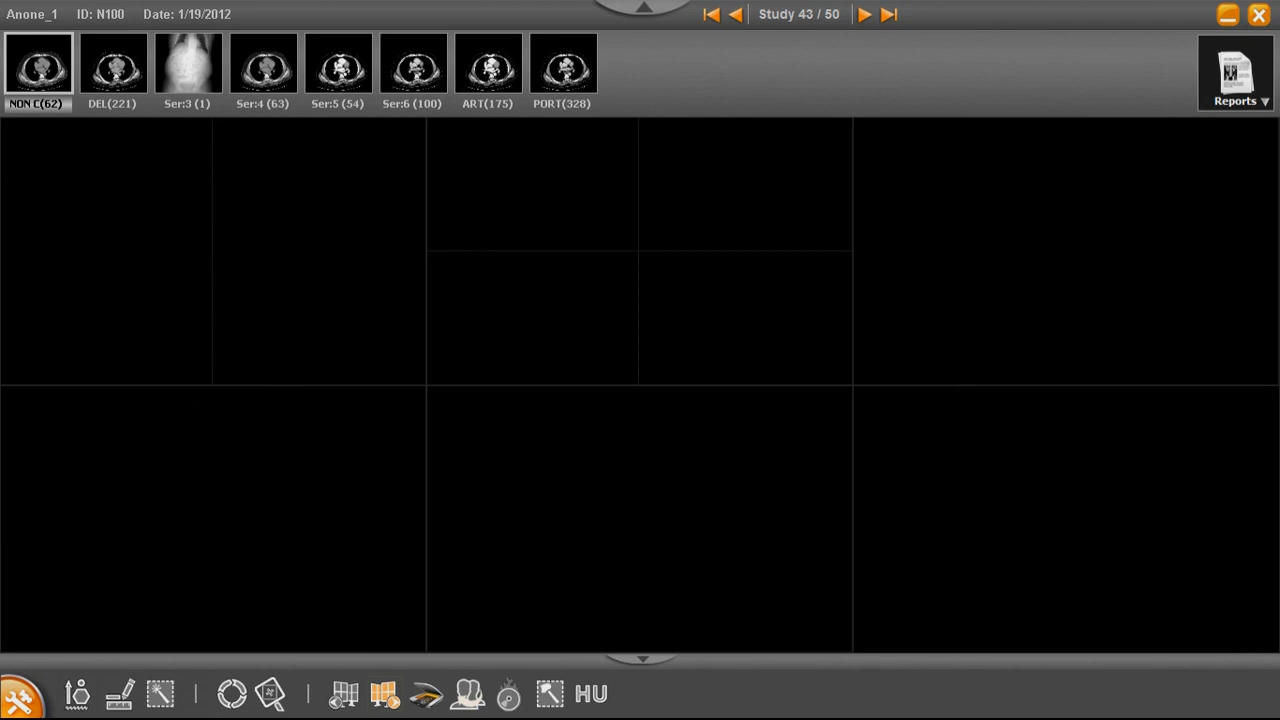 Anone_1 ID: N100 Date: 1/19/2012 Study 43 / 50
NON C(62) DEL(221) Ser:3 (1) Ser:4 (63) Ser:5 (54) Ser:6 (100) ART(175) PORT(328) Reports
HU